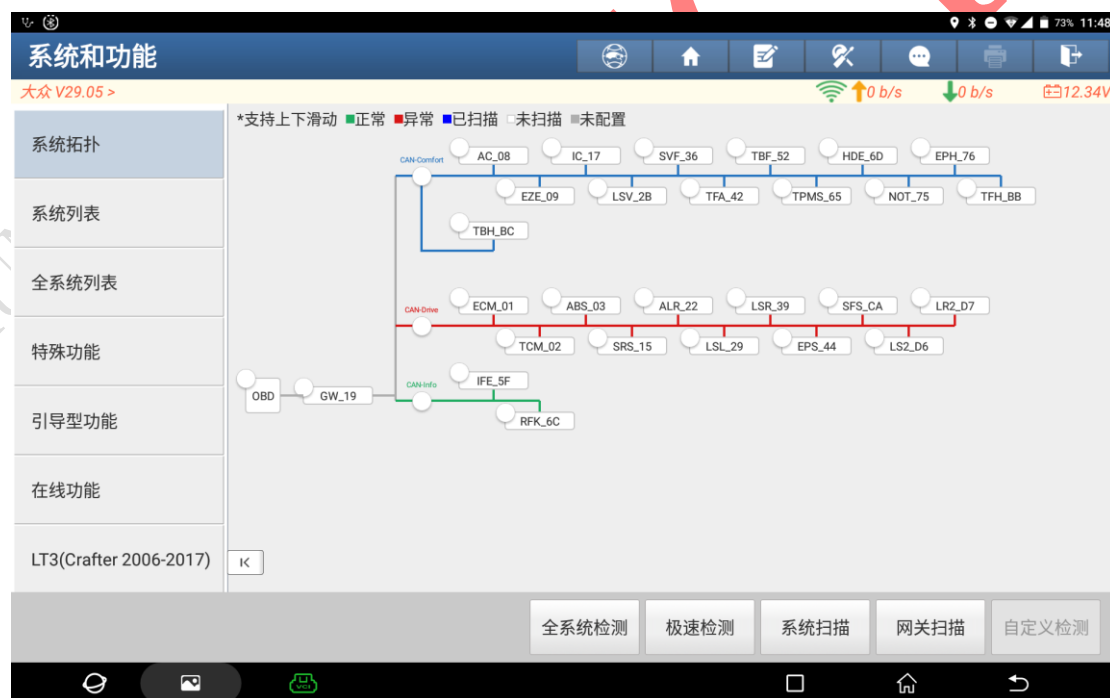 73% 11:48
系统和功能
大众 V29.05 >
0 b/s 0 b/s 12.34V
*支持上下滑动 正常 异常 已扫描 未扫描 未配置
系统拓扑
系统列表
全系统列表
特殊功能
引导型功能
在线功能
LT3(Crafter 2006-2017)
CAN-Comfort
AC_08 IC_17 SVF_36 TBF_52 HDE_6D EPH_76
EZE_09 LSV_2B TFA_42 TPMS_65 NOT_75 TFH_BB
TBH_BC
CAN-Drive
ECM_01 ABS_03 ALR_22 LSR_39 SFS_CA LR2_D7
TCM_02 SRS_15 LSL_29 EPS_44 LS2_D6
CAN-Info
IFE_5F
OBD GW_19
RFK_6C
全系统检测 极速检测 系统扫描 网关扫描 自定义检测
VCI